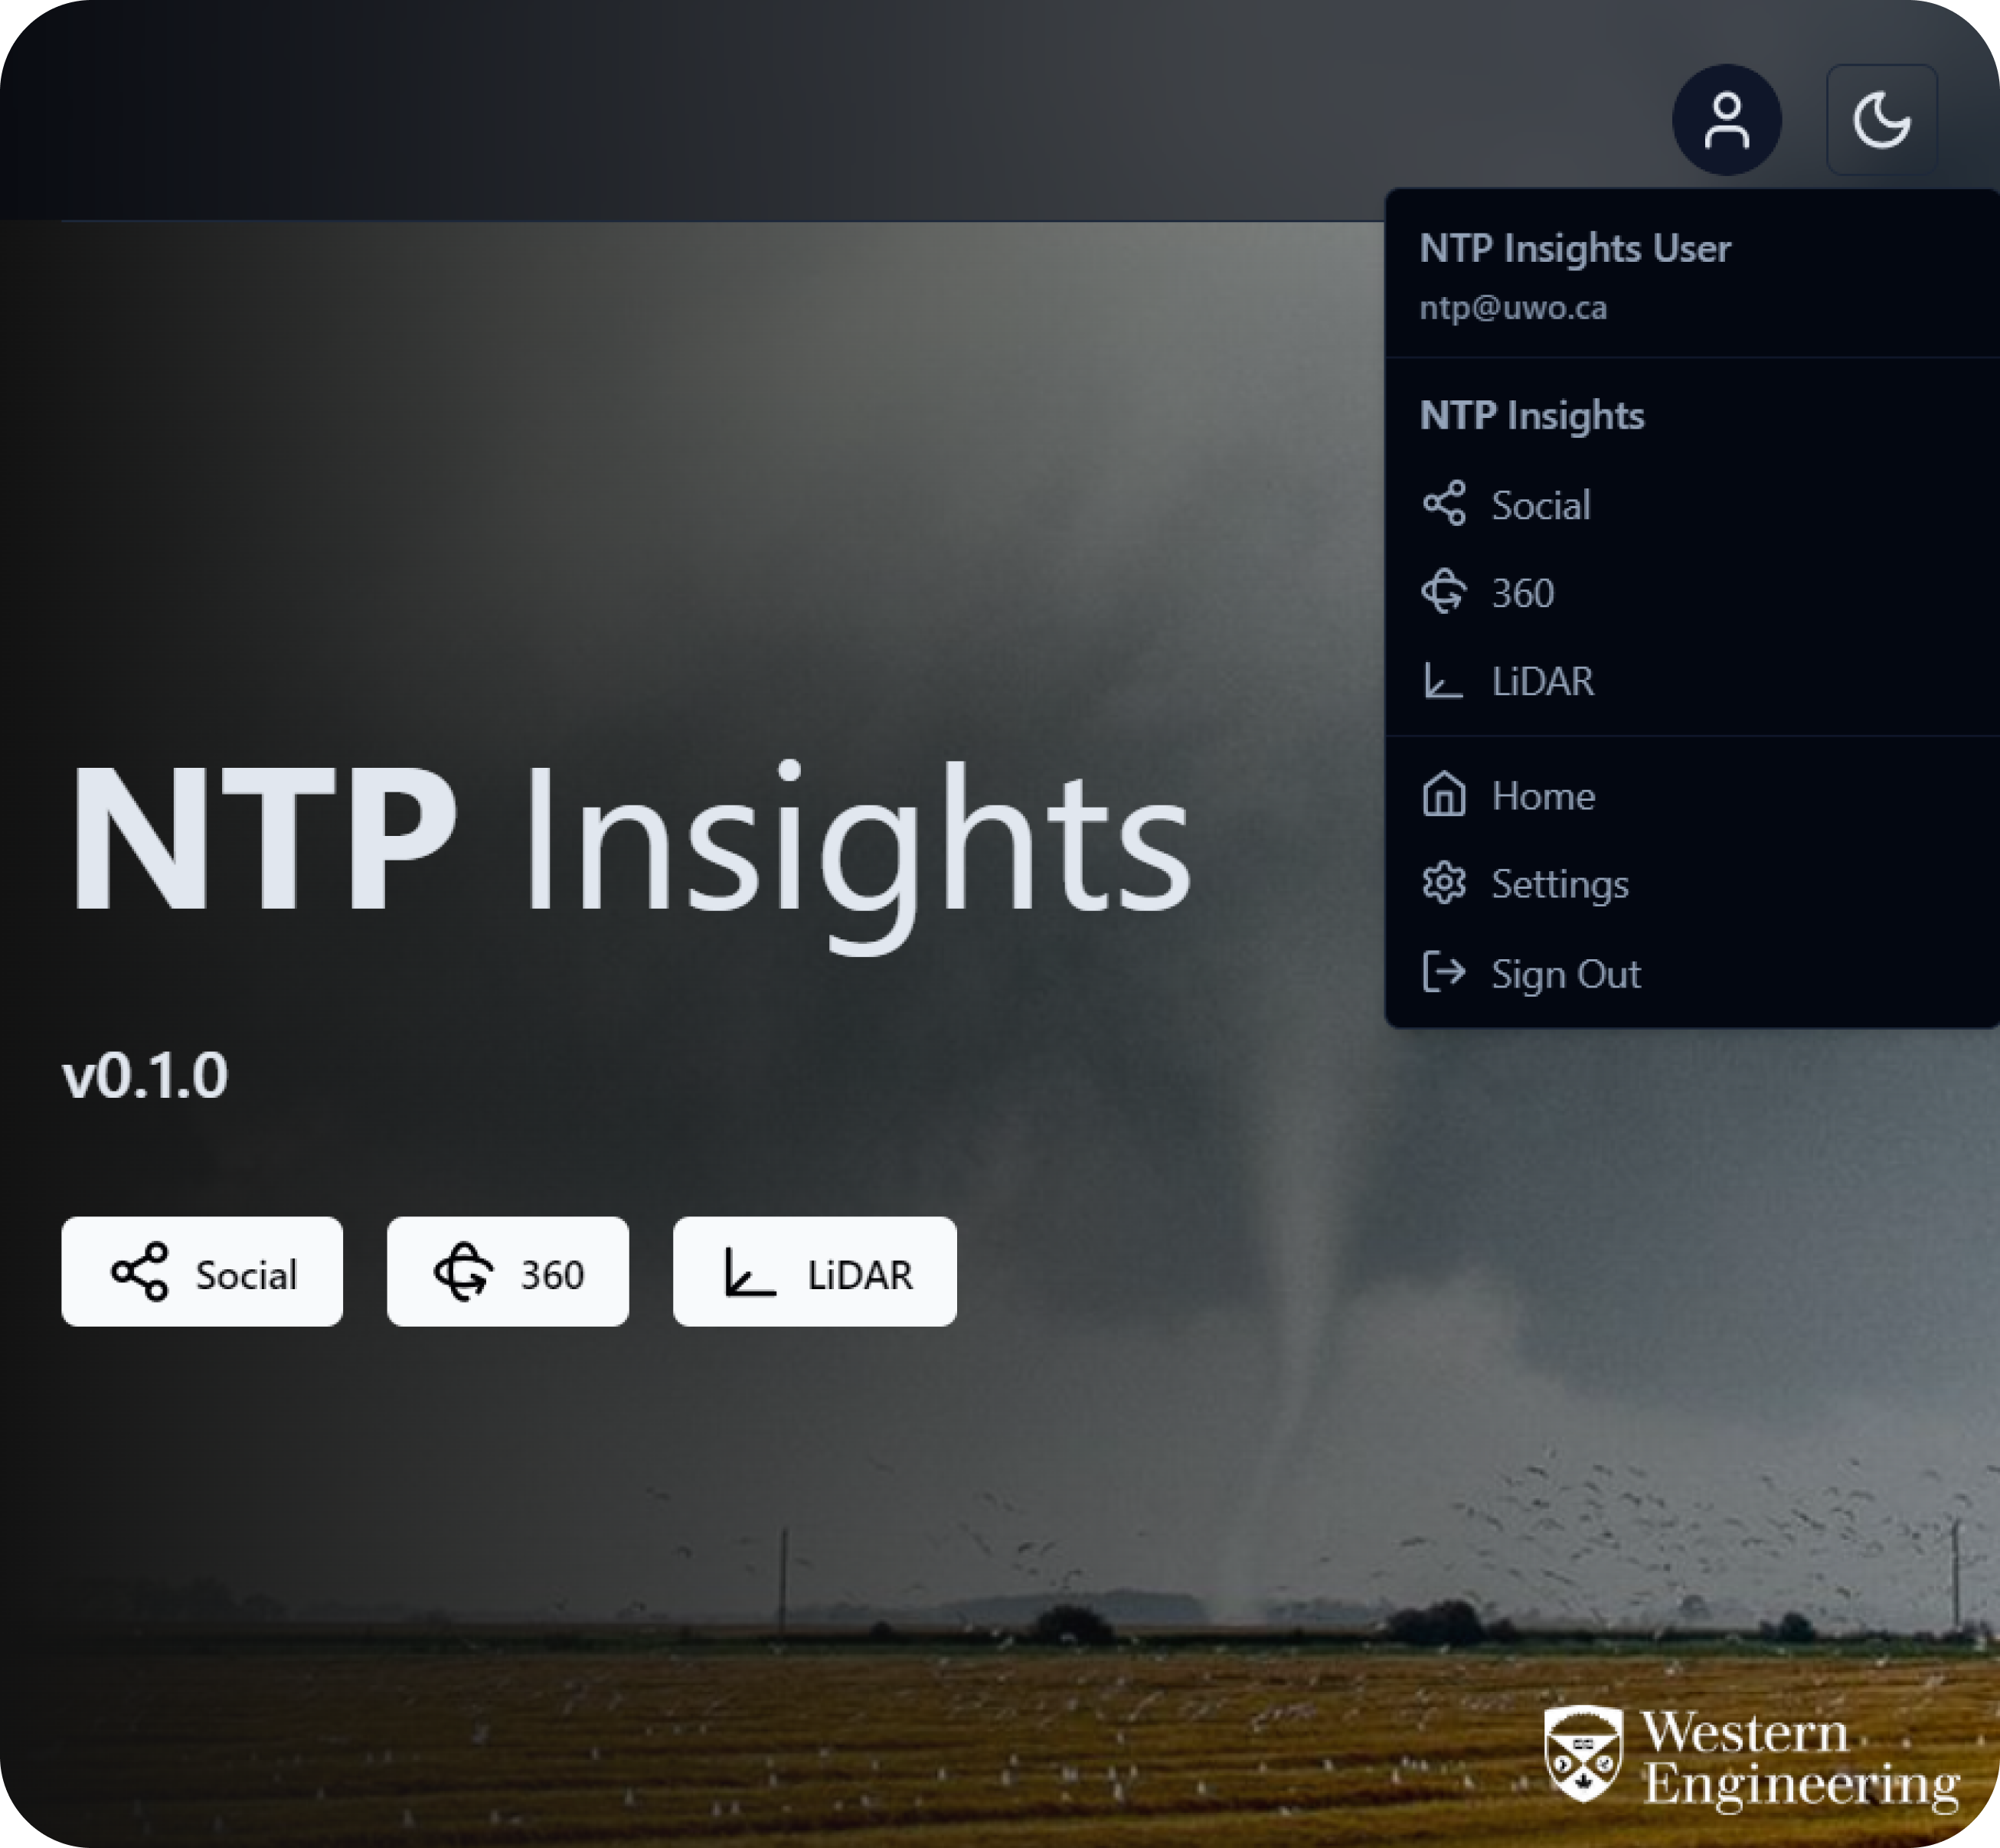 NTP Insights User
ntp@uwo.ca
NTP Insights
Social
360
LiDAR
Home
Settings
Sign Out
NTP Insights
v0.1.0
Social
360
LiDAR
Western
Engineering